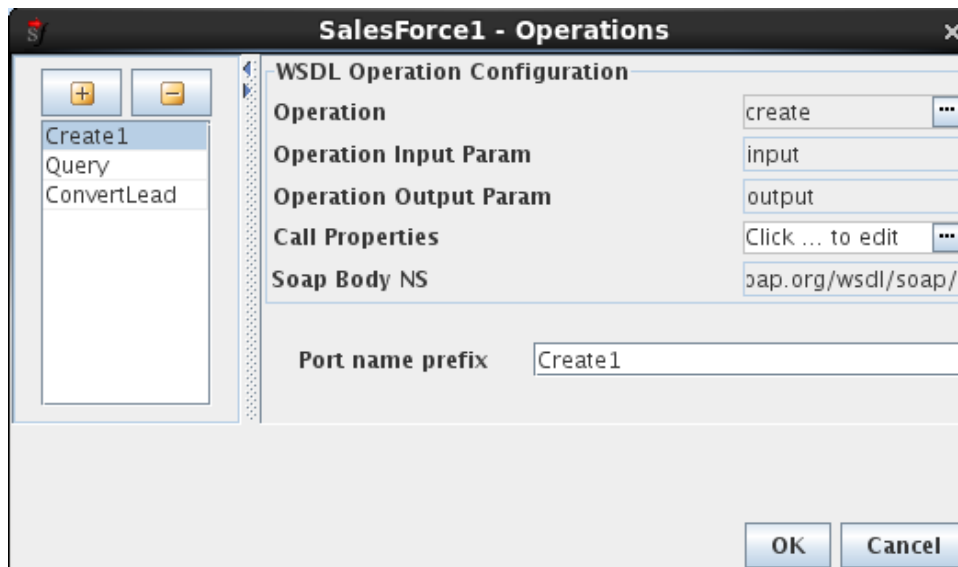 SalesForce1 - Operations
WSDL Operation Configuration
Create1
Query
ConvertLead
Operation create ...
Operation Input Param input
Operation Output Param output
Call Properties Click ... to edit ...
Soap Body NS oap.org/wsdl/soap/
Port name prefix Create1
OK Cancel